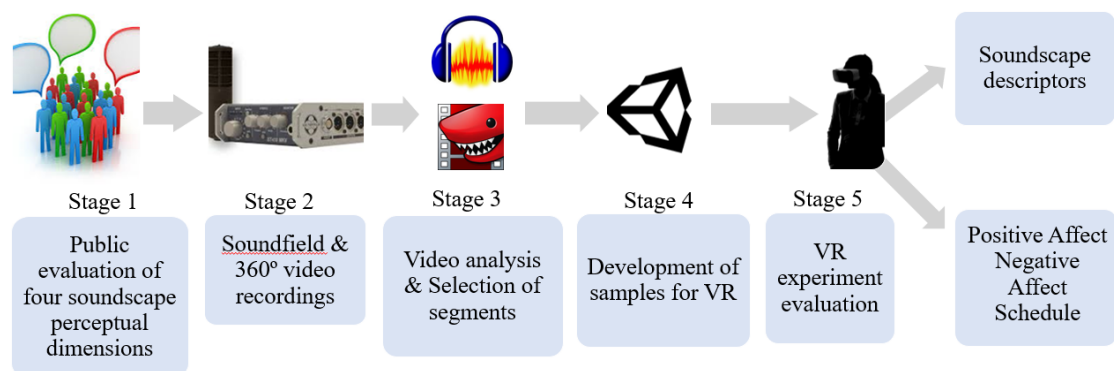 Stage 1
Public
evaluation of
four soundscape
perceptual
dimensions
Stage 2
Soundfield &
360º video
recordings
Stage 3
Video analysis
& Selection of
segments
Stage 4
Development of
samples for VR
Stage 5
VR
experiment
evaluation
Soundscape
descriptors
Positive Affect
Negative
Affect
Schedule